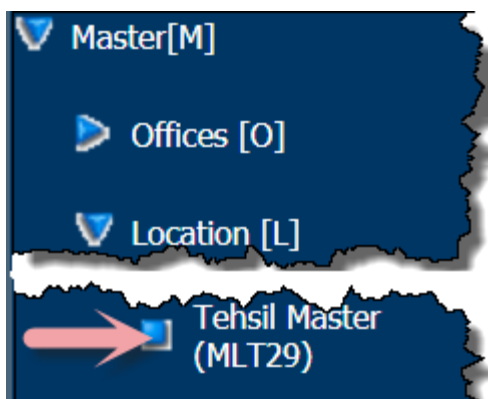 Master[M]
Offices [O]
Location [L]
Tehsil Master
(MLT29)